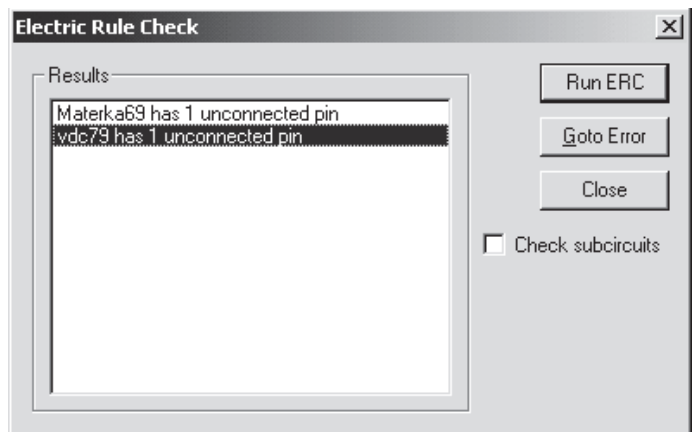 Electric Rule Check
Results
Materka69 has 1 unconnected pin
vdc79 has 1 unconnected pin
Run ERC
Goto Error
Close
Check subcircuits